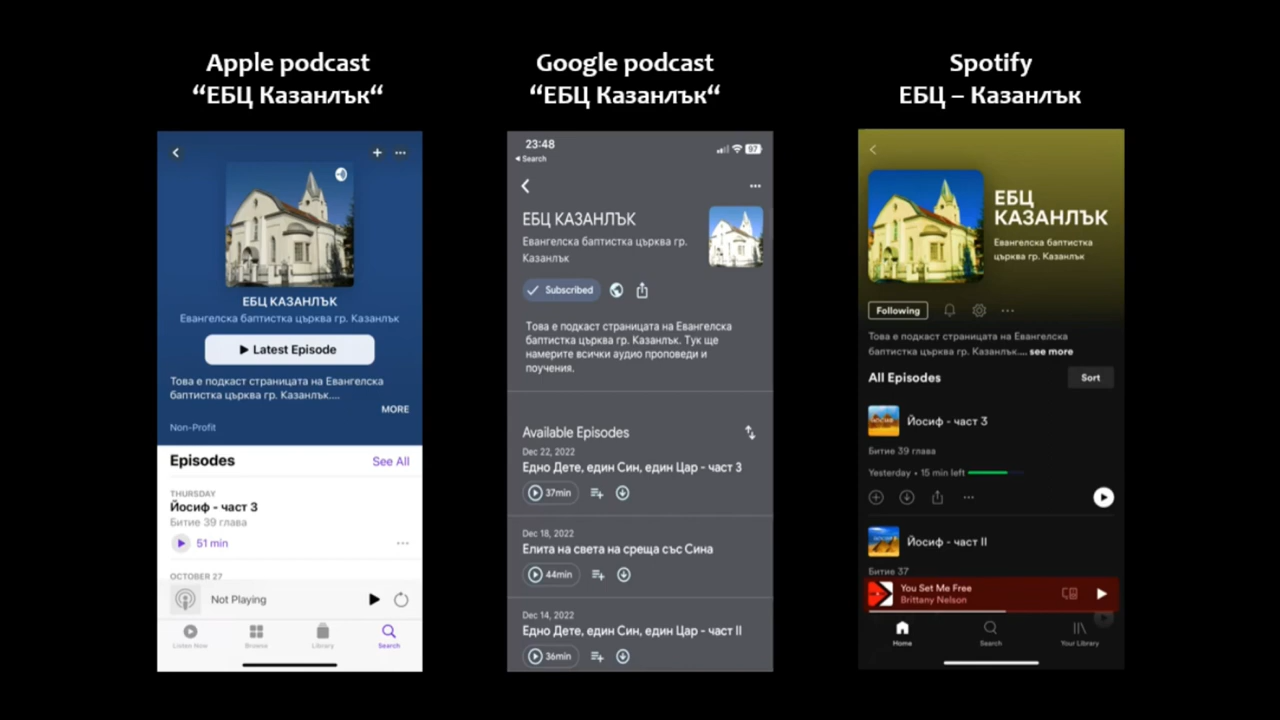 Apple podcast
“ЕБЦ Казанлък“
ЕБЦ КАЗАНЛЪК
Евангелска баптистка църква гр. Казанлък
Latest Episode
Това е подкаст страницата на Евангелска
баптистка църква гр. Казанлък....
MORE
Non-Profit
Episodes
See All
THURSDAY
Йосиф - част 3
Битие 39 глава
51 min
OCTOBER 27
Not Playing
Listen Now
Browse
Library
Search
Google podcast
“ЕБЦ Казанлък“
23:48
97
Search
ЕБЦ КАЗАНЛЪК
Евангелска баптистка църква гр.
Казанлък
Subscribed
Това е подкаст страницата на Евангелска
баптистка църква гр. Казанлък. Тук ще
намерите всички аудио проповеди и
поучения.
Available Episodes
Dec 22, 2022
Едно Дете, един Син, един Цар - част 3
37min
Dec 18, 2022
Елита на света на среща със Сина
44min
Dec 14, 2022
Едно Дете, един Син, един Цар - част II
36min
Spotify
ЕБЦ – Казанлък
ЕБЦ
КАЗАНЛЪК
Евангелска баптистка
църква гр. Казанлък
Following
Това е подкаст страницата на Евангелска
баптистка църква гр. Казанлък.... see more
All Episodes
Sort
Йосиф - част 3
Битие 39 глава
Yesterday • 15 min left
Йосиф - част II
Битие 37
You Set Me Free
Brittany Nelson
Home
Search
Your Library